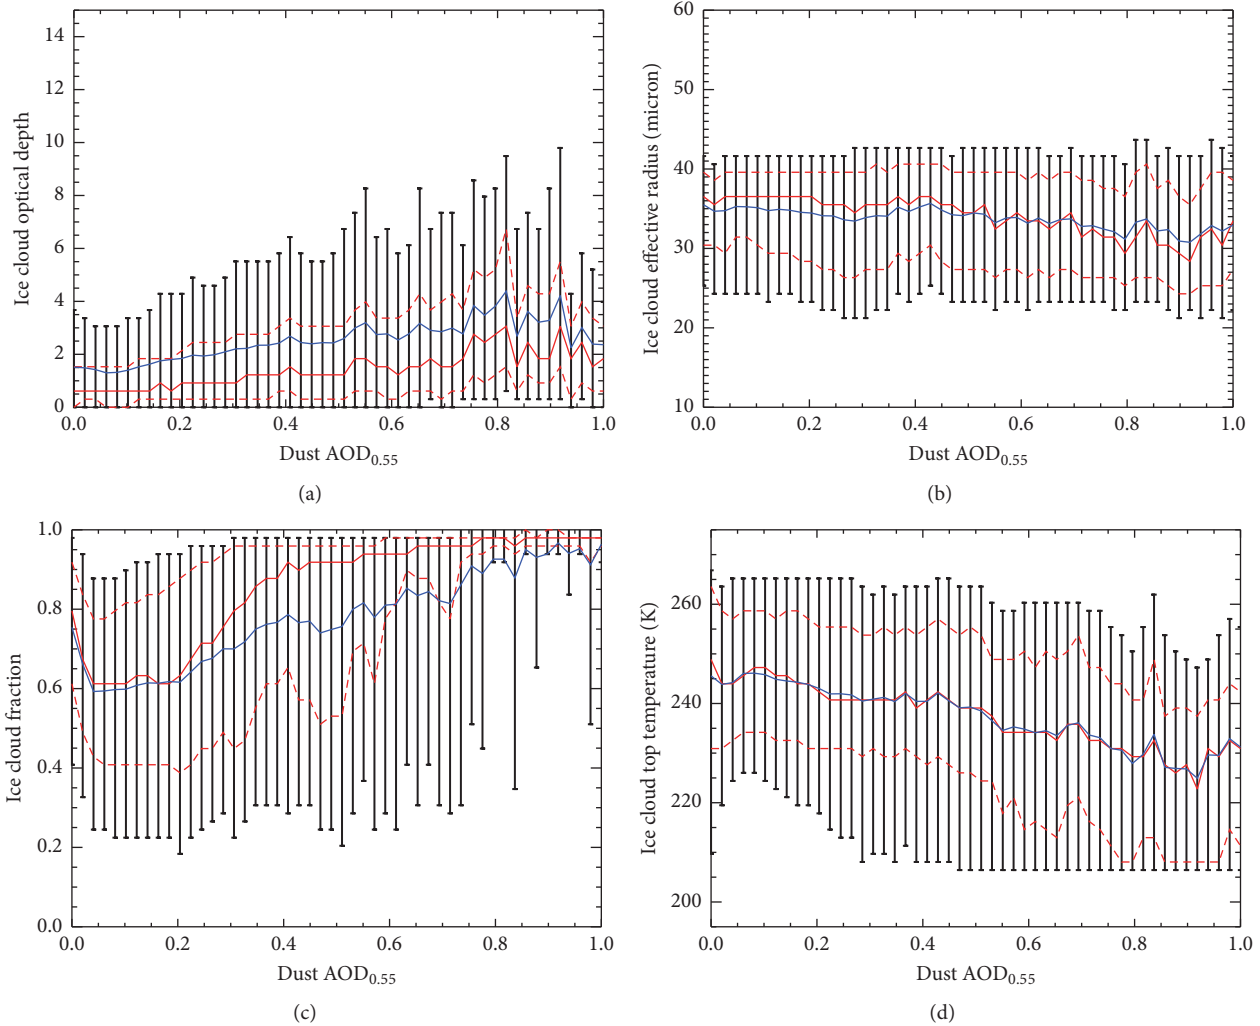 14
12
10
8
6
4
2
0
Ice cloud optical depth
0.0 0.2 0.4 0.6 0.8 1.0
Dust AOD0.55
(a)
60
50
40
30
20
10
Ice cloud effective radius (micron)
0.0 0.2 0.4 0.6 0.8 1.0
Dust AOD0.55
(b)
1.0
0.8
0.6
0.4
0.2
0.0
Ice cloud fraction
0.0 0.2 0.4 0.6 0.8 1.0
Dust AOD0.55
(c)
260
240
220
200
Ice cloud top temperature (K)
0.0 0.2 0.4 0.6 0.8 1.0
Dust AOD0.55
(d)